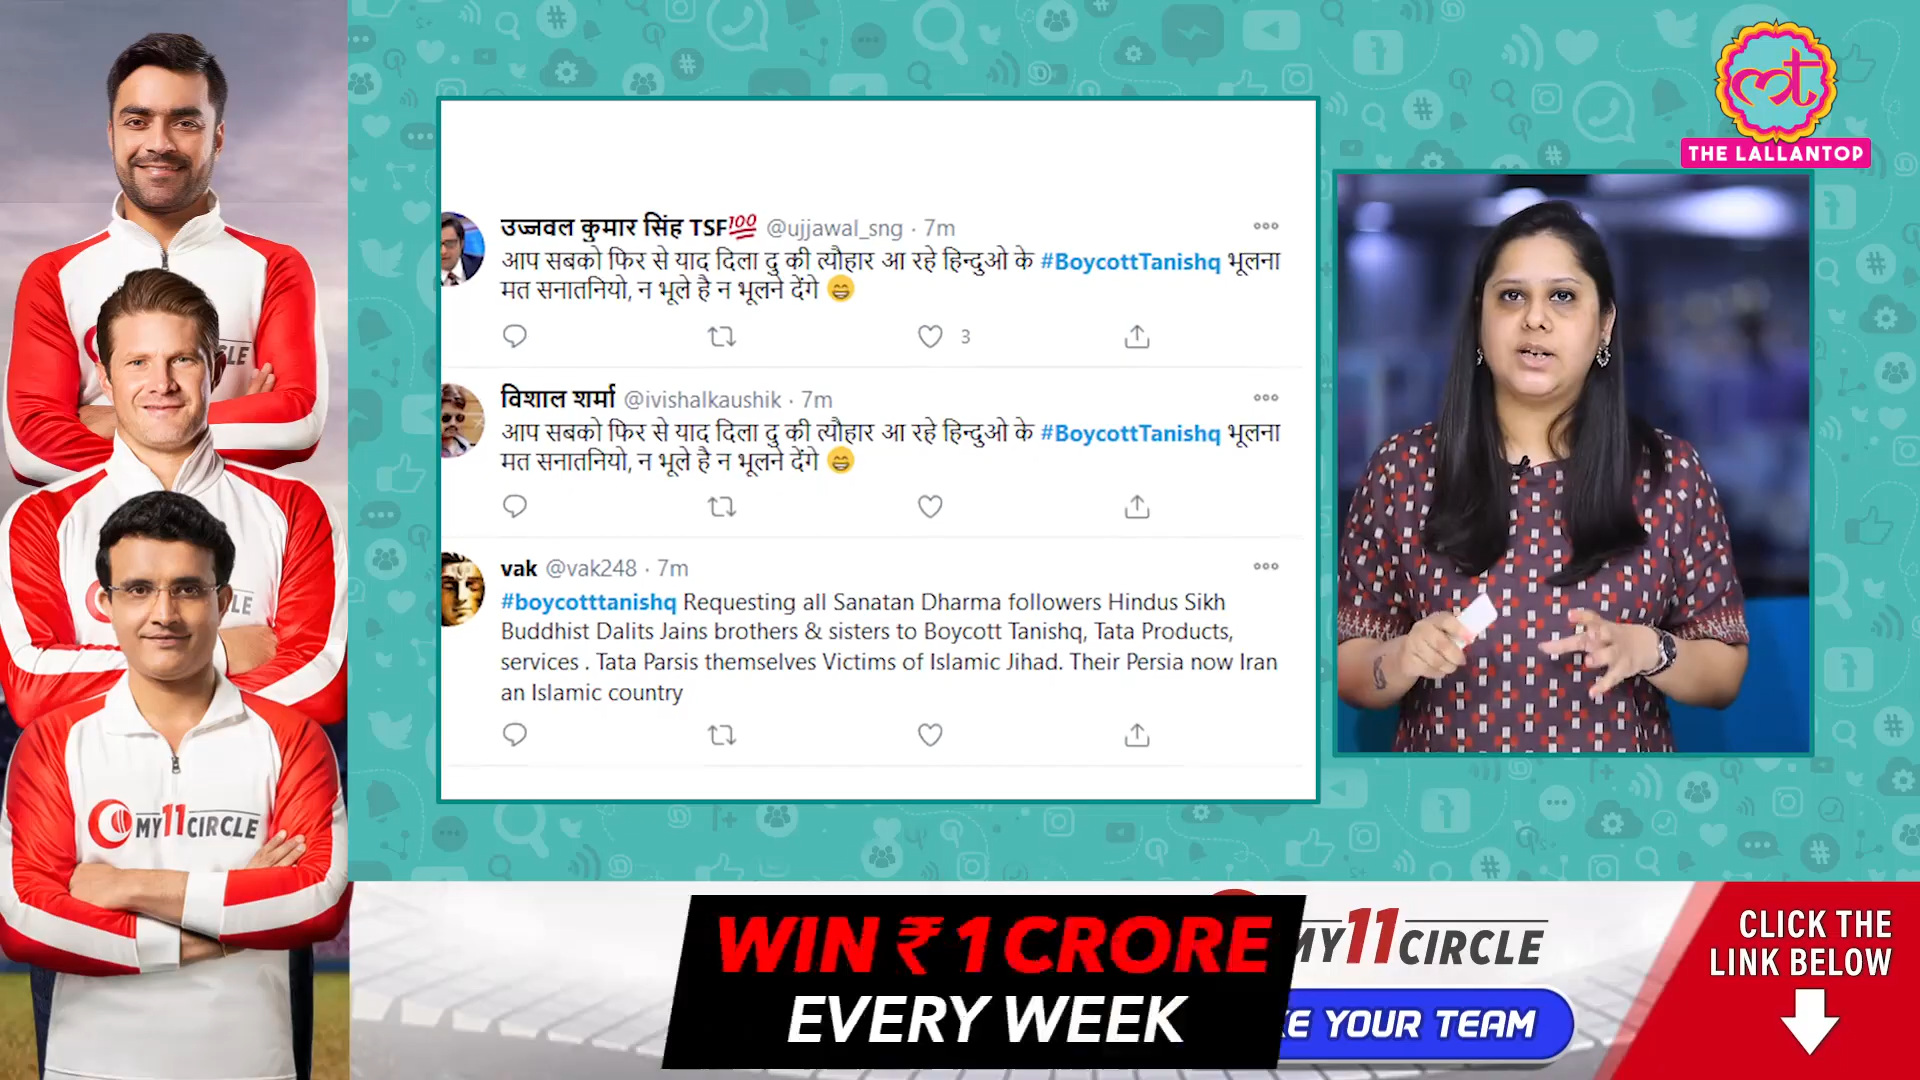 THE LALLANTOP
उज्जवल कुमार सिंह TSF💯 @ujjawal_sng · 7m
आप सबको फिर से याद दिला दु की त्यौहार आ रहे हिन्दुओ के #BoycottTanishq भूलना
मत सनातनियो, न भूले है न भूलने देंगे 😁
3
विशाल शर्मा @ivishalkaushik · 7m
आप सबको फिर से याद दिला दु की त्यौहार आ रहे हिन्दुओ के #BoycottTanishq भूलना
मत सनातनियो, न भूले है न भूलने देंगे 😁
vak @vak248 · 7m
#boycotttanishq Requesting all Sanatan Dharma followers Hindus Sikh
Buddhist Dalits Jains brothers & sisters to Boycott Tanishq, Tata Products,
services . Tata Parsis themselves Victims of Islamic Jihad. Their Persia now Iran
an Islamic country
CLE
CLE
MY11CIRCLE
WIN ₹ 1 CRORE
EVERY WEEK
MY11CIRCLE
KE YOUR TEAM
CLICK THE
LINK BELOW